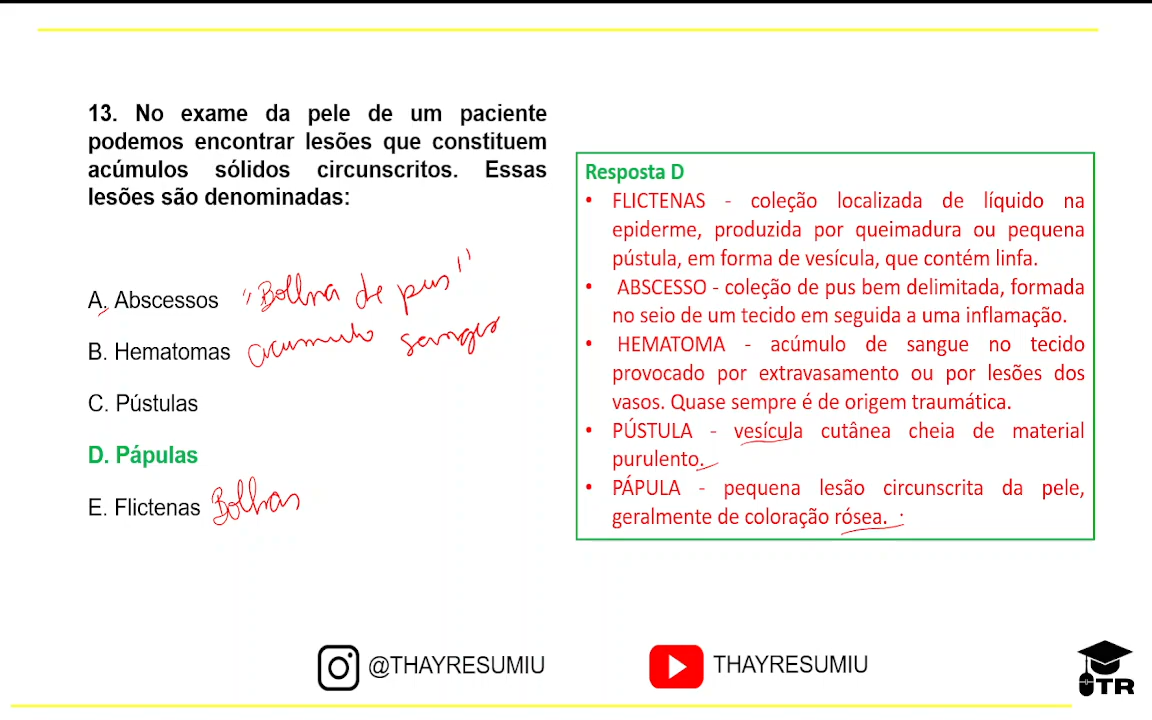 13. No exame da pele de um paciente
podemos encontrar lesões que constituem
acúmulos sólidos circunscritos. Essas
lesões são denominadas:
A. Abscessos "Bolha de pus"
B. Hematomas acumulo sangue
C. Pústulas
D. Pápulas
E. Flictenas Bolhas
Resposta D
• FLICTENAS - coleção localizada de líquido na
epiderme, produzida por queimadura ou pequena
pústula, em forma de vesícula, que contém linfa.
• ABSCESSO - coleção de pus bem delimitada, formada
no seio de um tecido em seguida a uma inflamação.
• HEMATOMA - acúmulo de sangue no tecido
provocado por extravasamento ou por lesões dos
vasos. Quase sempre é de origem traumática.
• PÚSTULA - vesícula cutânea cheia de material
purulento.
• PÁPULA - pequena lesão circunscrita da pele,
geralmente de coloração rósea.
@THAYRESUMIU
THAYRESUMIU
TR